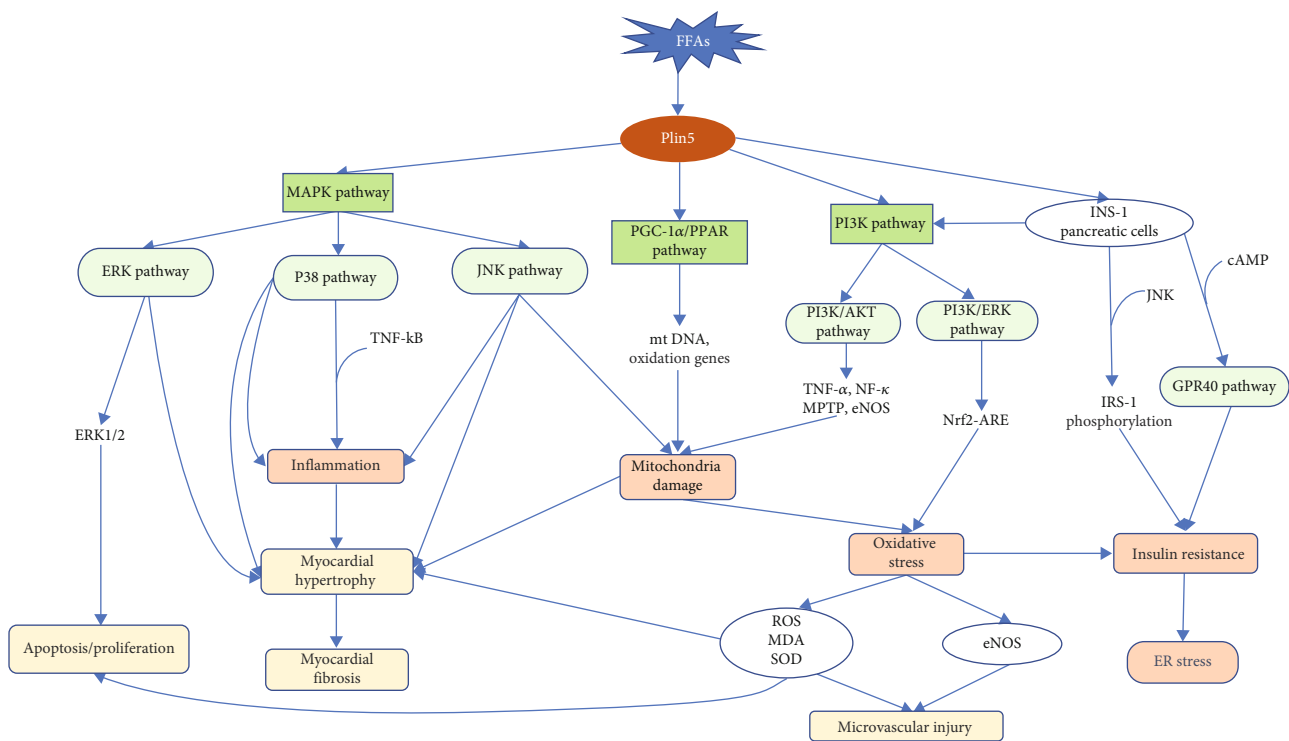 FFAs
Plin5
MAPK pathway
PGC-1α/PPAR
pathway
PI3K pathway
INS-1
pancreatic cells
ERK pathway
P38 pathway
JNK pathway
cAMP
JNK
PI3K/AKT
pathway
PI3K/ERK
pathway
TNF-kB
mt DNA,
oxidation genes
TNF-α, NF-κ
MPTP, eNOS
Nrf2-ARE
IRS-1
phosphorylation
GPR40 pathway
ERK1/2
Inflammation
Mitochondria
damage
Oxidative
stress
Insulin resistance
Myocardial
hypertrophy
ROS
MDA
SOD
eNOS
Apoptosis/proliferation
Myocardial
fibrosis
ER stress
Microvascular injury